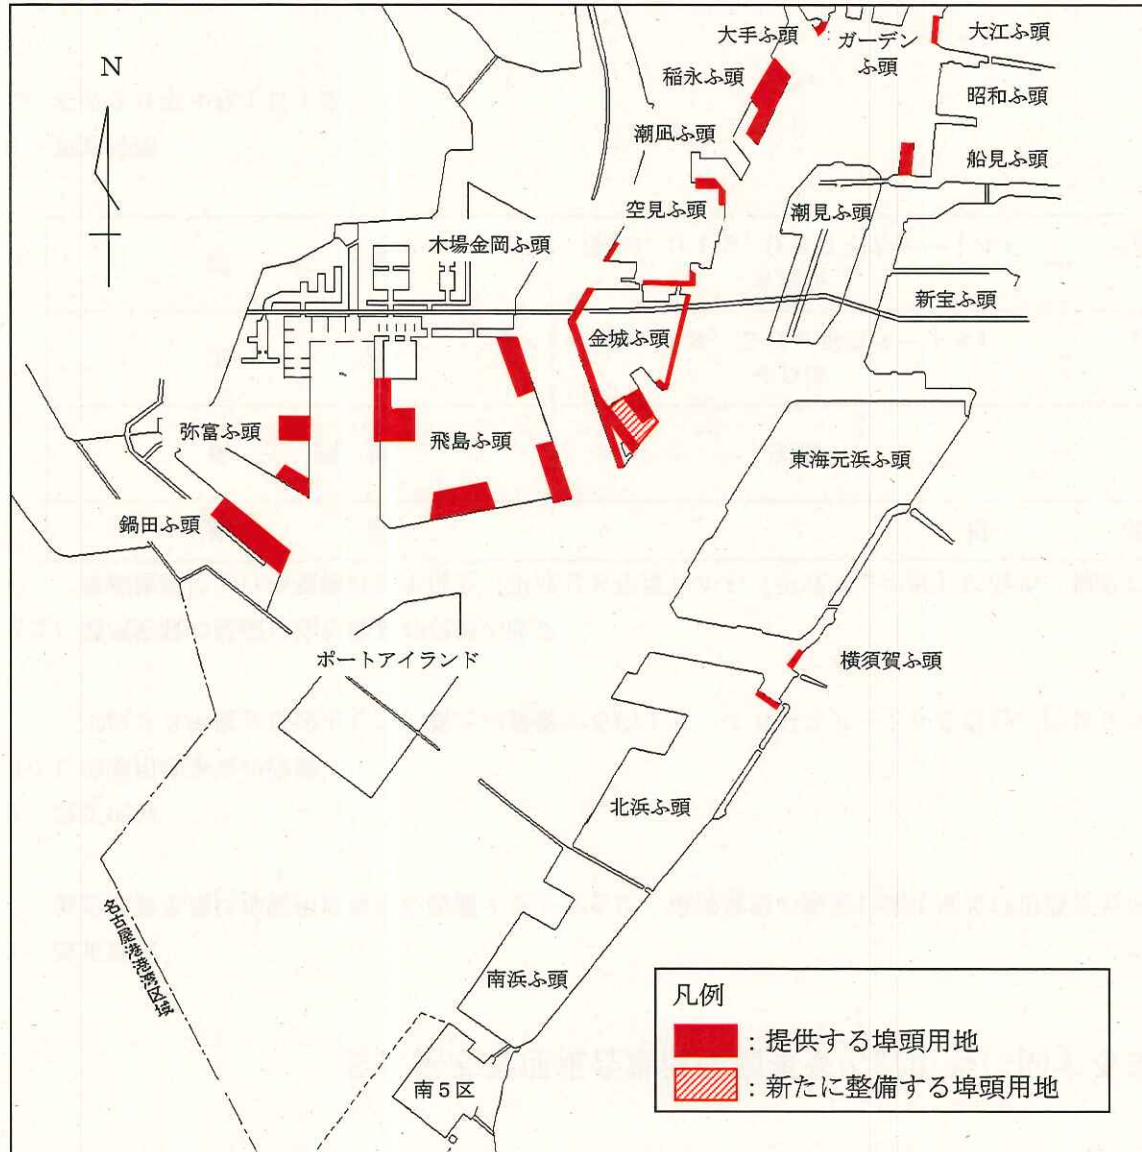 N
大手ふ頭
ガーデン
ふ頭
大江ふ頭
稲永ふ頭
昭和ふ頭
潮凪ふ頭
船見ふ頭
空見ふ頭
潮見ふ頭
木場金岡ふ頭
新宝ふ頭
金城ふ頭
弥富ふ頭
飛島ふ頭
東海元浜ふ頭
鍋田ふ頭
ポートアイランド
横須賀ふ頭
北浜ふ頭
名古屋港港湾区域
南浜ふ頭
南5区
凡例
:提供する埠頭用地
:新たに整備する埠頭用地